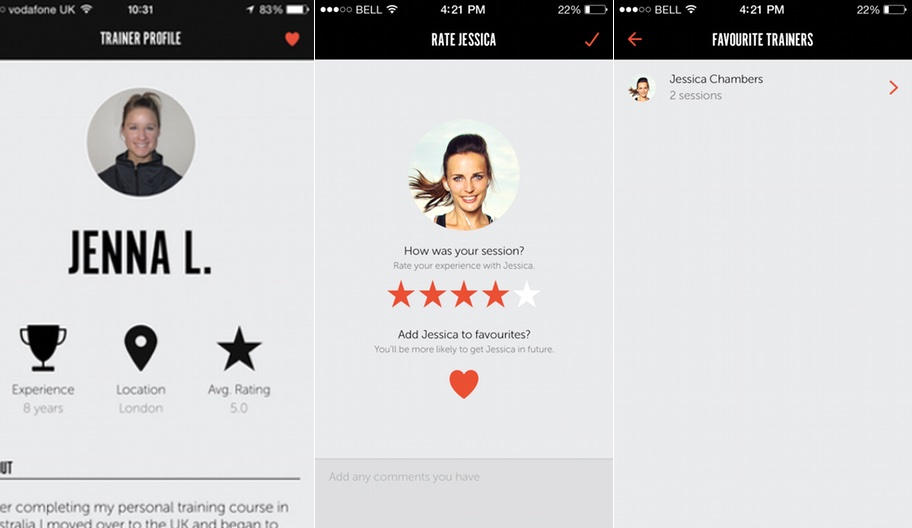 vodafone UK
10:31
83%
TRAINER PROFILE
JENNA L.
Experience
8 years
Location
London
Avg. Rating
5.0
UT
er completing my personal training course in
stralia I moved over to the UK and began to
BELL
4:21 PM
22%
RATE JESSICA
How was your session?
Rate your experience with Jessica.
Add Jessica to favourites?
You'll be more likely to get Jessica in future.
Add any comments you have
BELL
4:21 PM
22%
FAVOURITE TRAINERS
Jessica Chambers
2 sessions